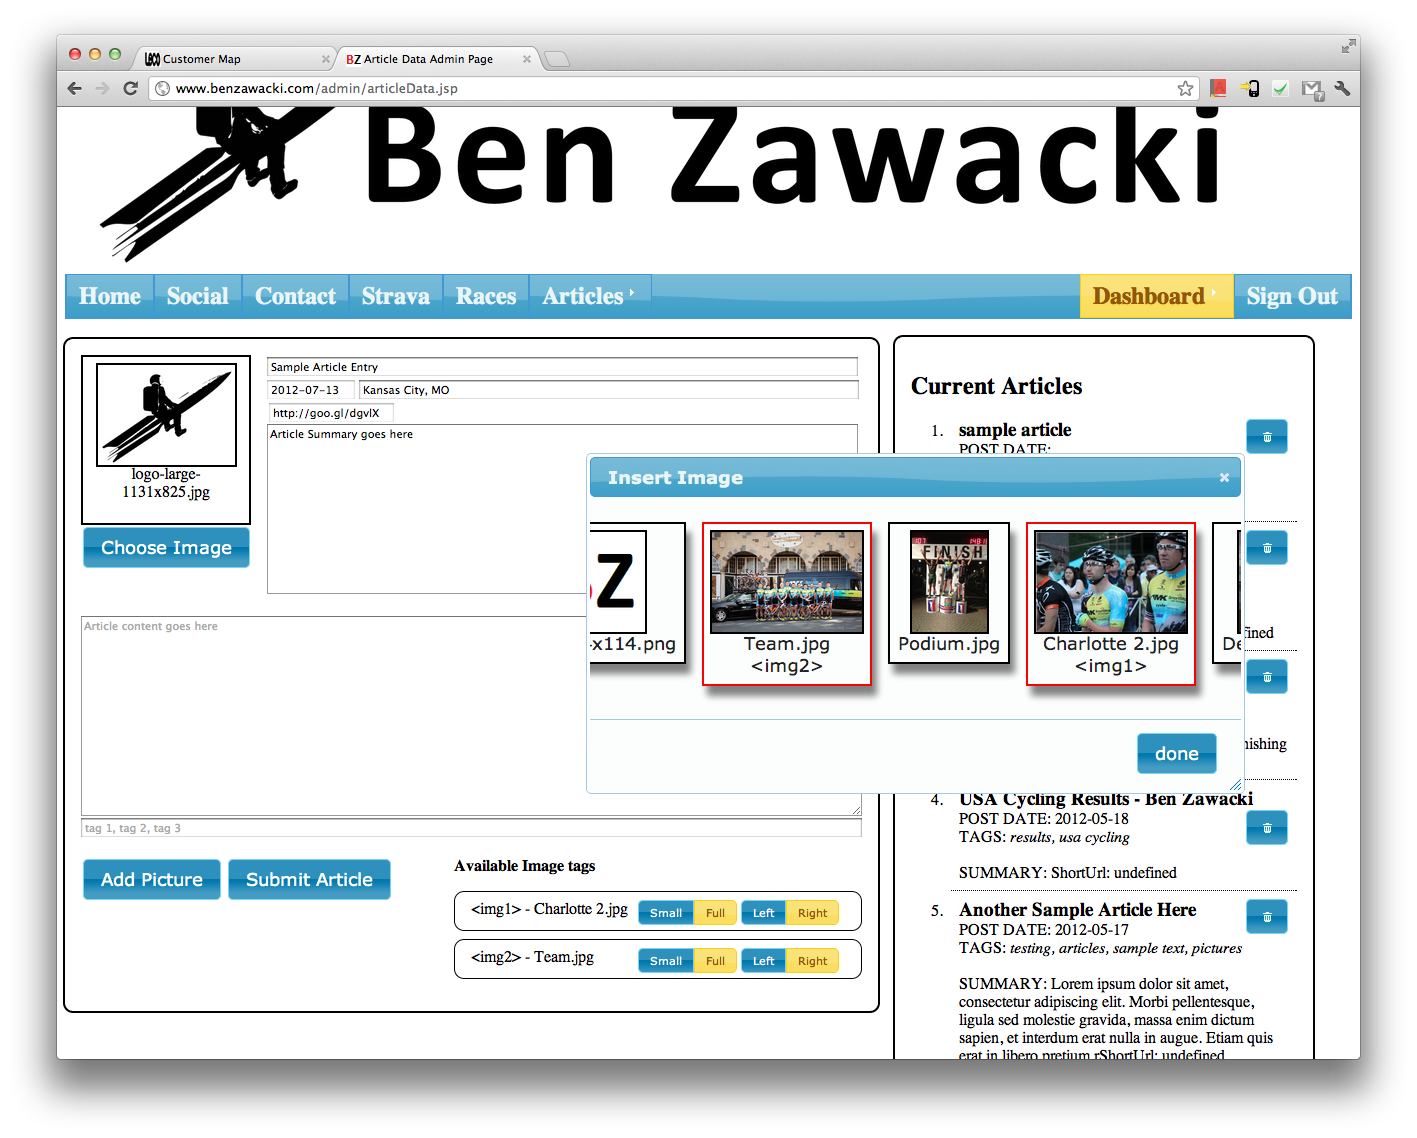 LECO Customer Map
BZ Article Data Admin Page
www.benzawacki.com/admin/articleData.jsp
Ben Zawacki
Home
Social
Contact
Strava
Races
Articles
Dashboard
Sign Out
logo-large-
1131x825.jpg
Choose Image
Sample Article Entry
2012-07-13
Kansas City, MO
http://goo.gl/dgvlX
Article Summary goes here
Article content goes here
tag 1, tag 2, tag 3
Add Picture
Submit Article
Available Image tags
<img1> - Charlotte 2.jpg
Small
Full
Left
Right
<img2> - Team.jpg
Small
Full
Left
Right
Insert Image
Z
x114.png
Team.jpg
<img2>
FINISH
Podium.jpg
Charlotte 2.jpg
<img1>
De
done
Current Articles
1. sample article
POST DATE:
fined
nishing
4. USA Cycling Results - Ben Zawacki
POST DATE: 2012-05-18
TAGS: results, usa cycling
SUMMARY: ShortUrl: undefined
5. Another Sample Article Here
POST DATE: 2012-05-17
TAGS: testing, articles, sample text, pictures
SUMMARY: Lorem ipsum dolor sit amet,
consectetur adipiscing elit. Morbi pellentesque,
ligula sed molestie gravida, massa enim dictum
sapien, et interdum erat nulla in augue. Etiam quis
erat in libero pretium rShortUrl: undefined